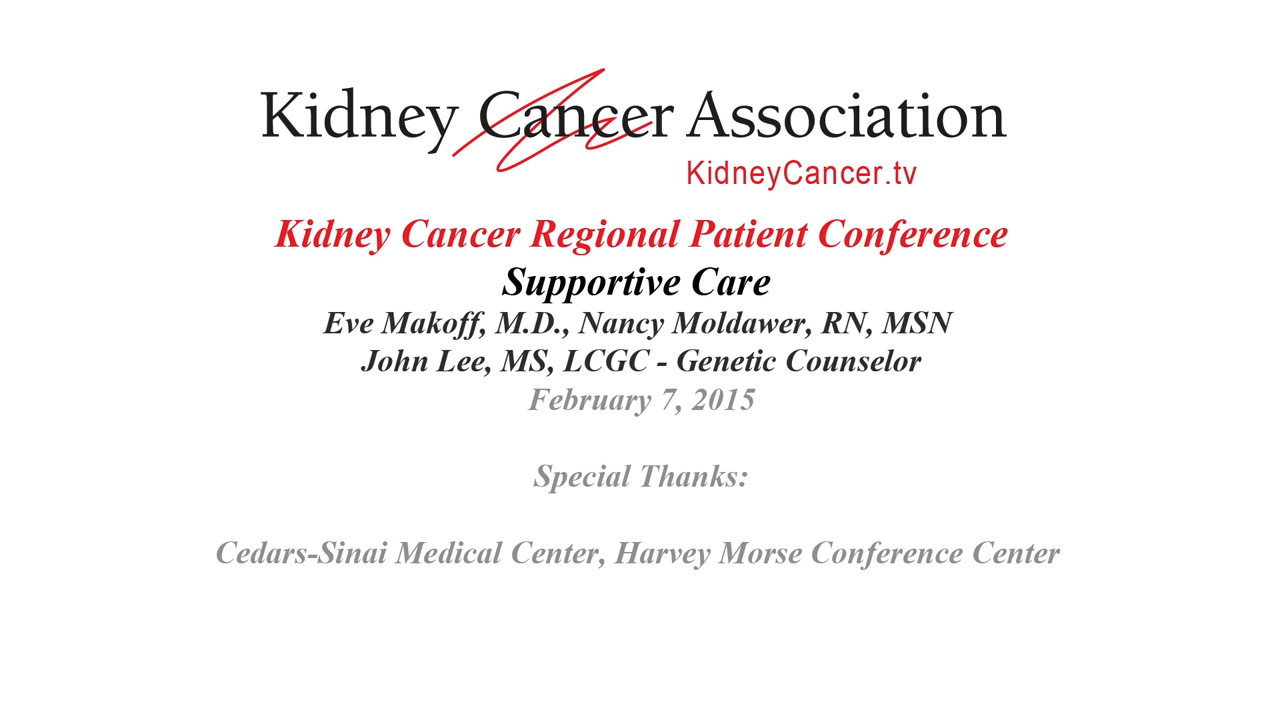 Kidney Cancer Association
KidneyCancer.tv
Kidney Cancer Regional Patient Conference
Supportive Care
Eve Makoff, M.D., Nancy Moldawer, RN, MSN
John Lee, MS, LCGC - Genetic Counselor
February 7, 2015
Special Thanks:
Cedars-Sinai Medical Center, Harvey Morse Conference Center